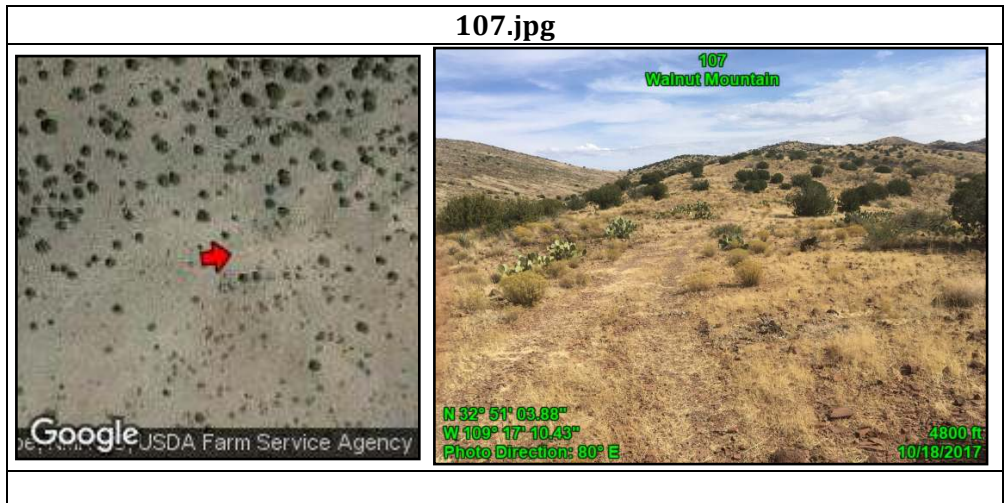 107.jpg
Google
USDA Farm Service Agency
107
Walnut Mountain
N 32° 51' 03.88"
W 109° 17' 10.43"
Photo Direction: 80° E
4800 ft
10/18/2017